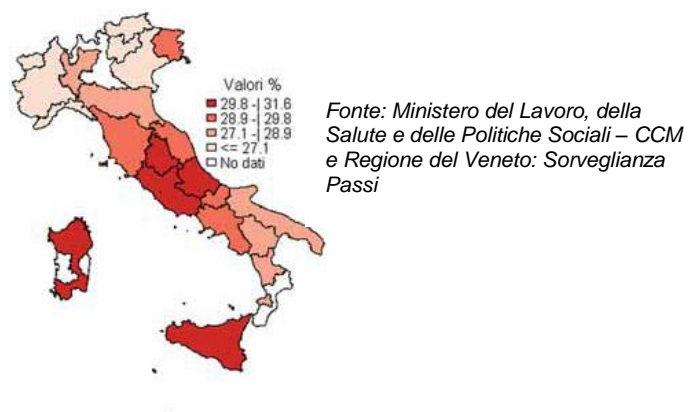 Valori %
29.8 -| 31.6
28.9 -| 29.8
27.1 -| 28.9
<= 27.1
No dati
Fonte: Ministero del Lavoro, della
Salute e delle Politiche Sociali – CCM
e Regione del Veneto: Sorveglianza
Passi